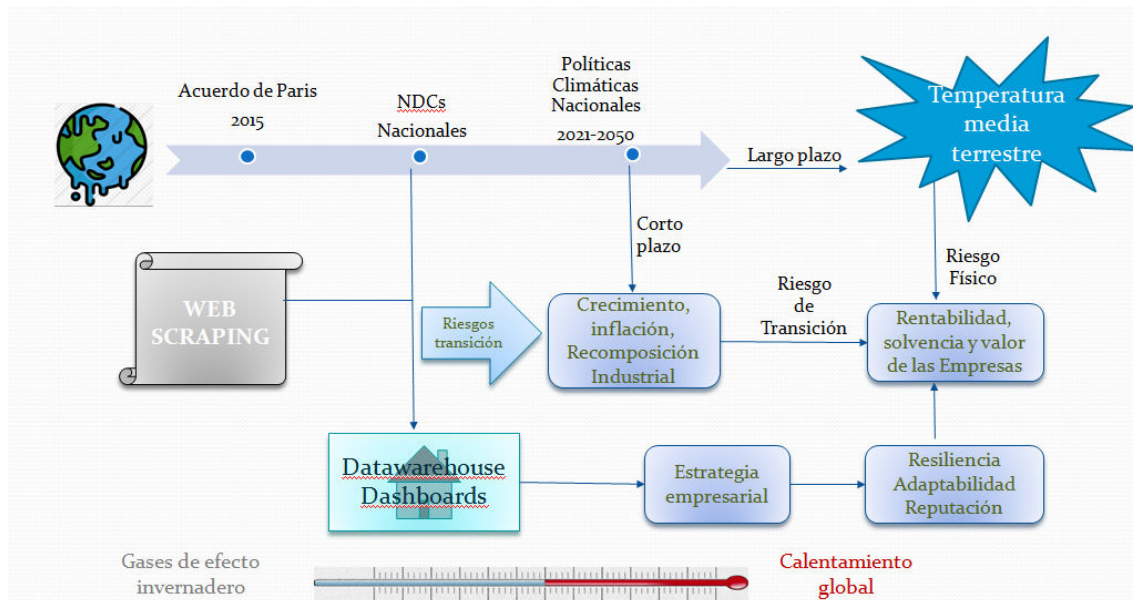 Acuerdo de Paris
2015
NDCs
Nacionales
Políticas
Climáticas
Nacionales
2021-2050
Temperatura
media
terrestre
Largo plazo
Corto
plazo
Riesgo
Físico
WEB
SCRAPING
Riesgos
transición
Crecimiento,
inflación,
Recomposición
Industrial
Riesgo
de
Transición
Rentabilidad,
solvencia y valor
de las Empresas
Datawarehouse
Dashboards
Estrategia
empresarial
Resiliencia
Adaptabilidad
Reputación
Gases de efecto
invernadero
Calentamiento
global